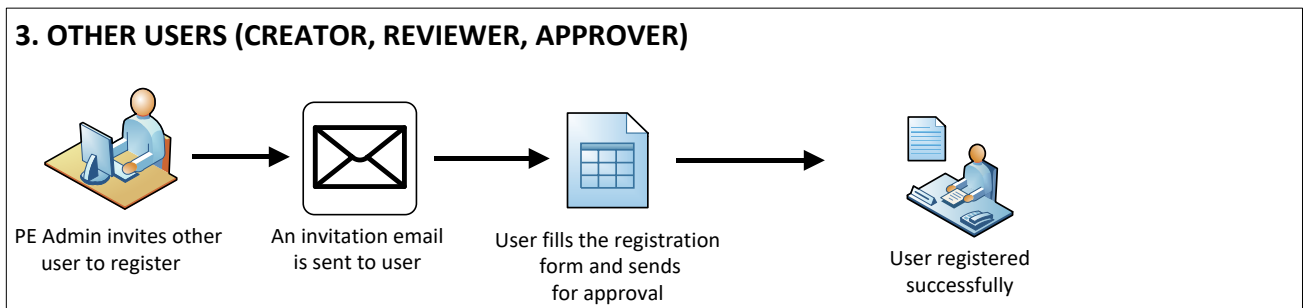 3. OTHER USERS (CREATOR, REVIEWER, APPROVER)
PE Admin invites other
user to register
An invitation email
is sent to user
User fills the registration
form and sends
for approval
User registered
successfully